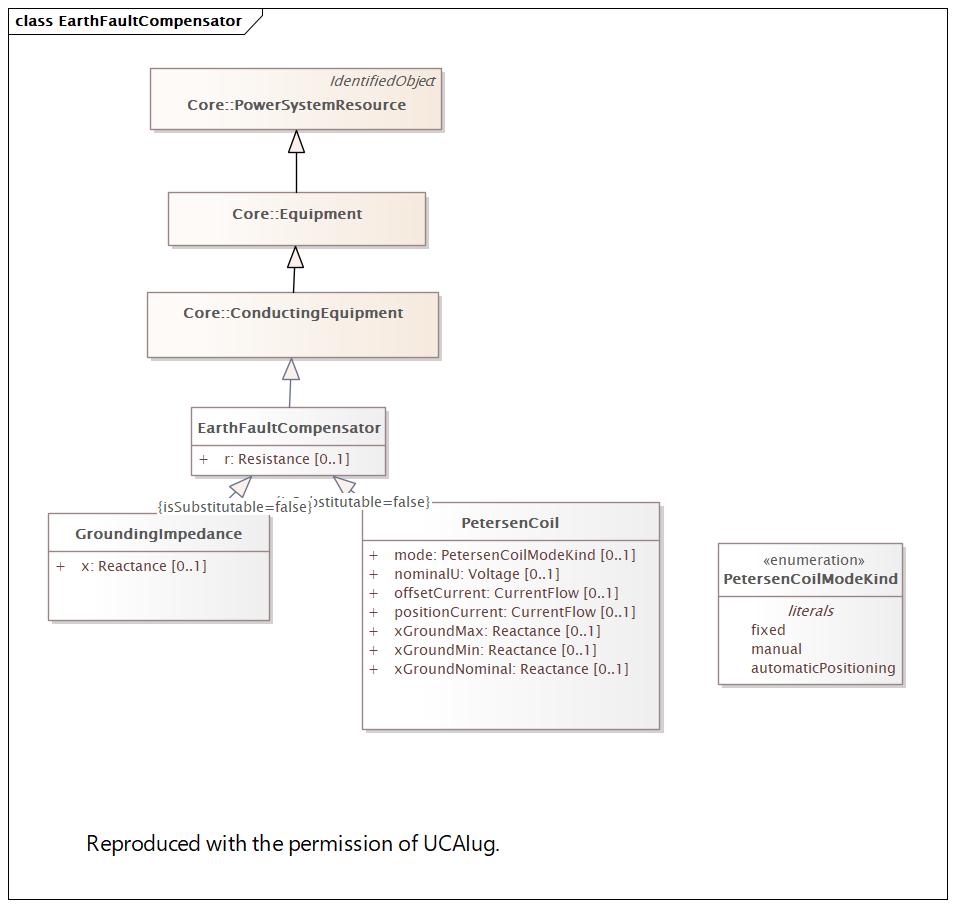 class EarthFaultCompensator
IdentifiedObject
Core::PowerSystemResource
Core::Equipment
Core::ConductingEquipment
EarthFaultCompensator
+ r: Resistance [0..1]
{isSubstitutable=false}
GroundingImpedance
+ x: Reactance [0..1]
PetersenCoil
+ mode: PetersenCoilModeKind [0..1]
+ nominalU: Voltage [0..1]
+ offsetCurrent: CurrentFlow [0..1]
+ positionCurrent: CurrentFlow [0..1]
+ xGroundMax: Reactance [0..1]
+ xGroundMin: Reactance [0..1]
+ xGroundNominal: Reactance [0..1]
«enumeration»
PetersenCoilModeKind
literals
fixed
manual
automaticPositioning
Reproduced with the permission of UCAIug.